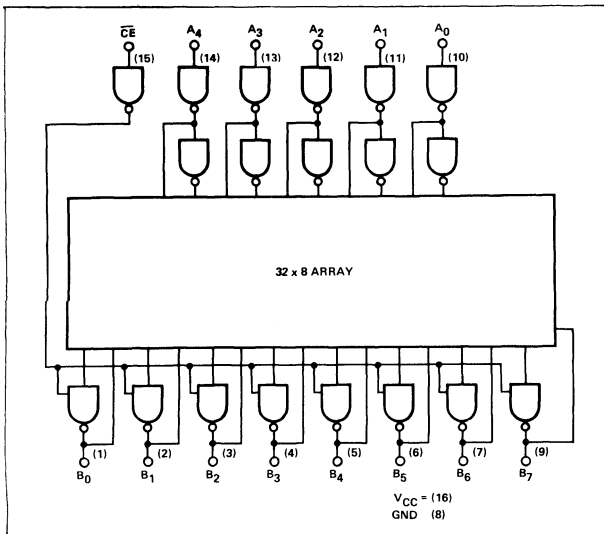 CE A4 A3 A2 A1 A0
(15) (14) (13) (12) (11) (10)
32 x 8 ARRAY
(1) (2) (3) (4) (5) (6) (7) (9)
B0 B1 B2 B3 B4 B5 B6 B7
VCC = (16)
GND (8)